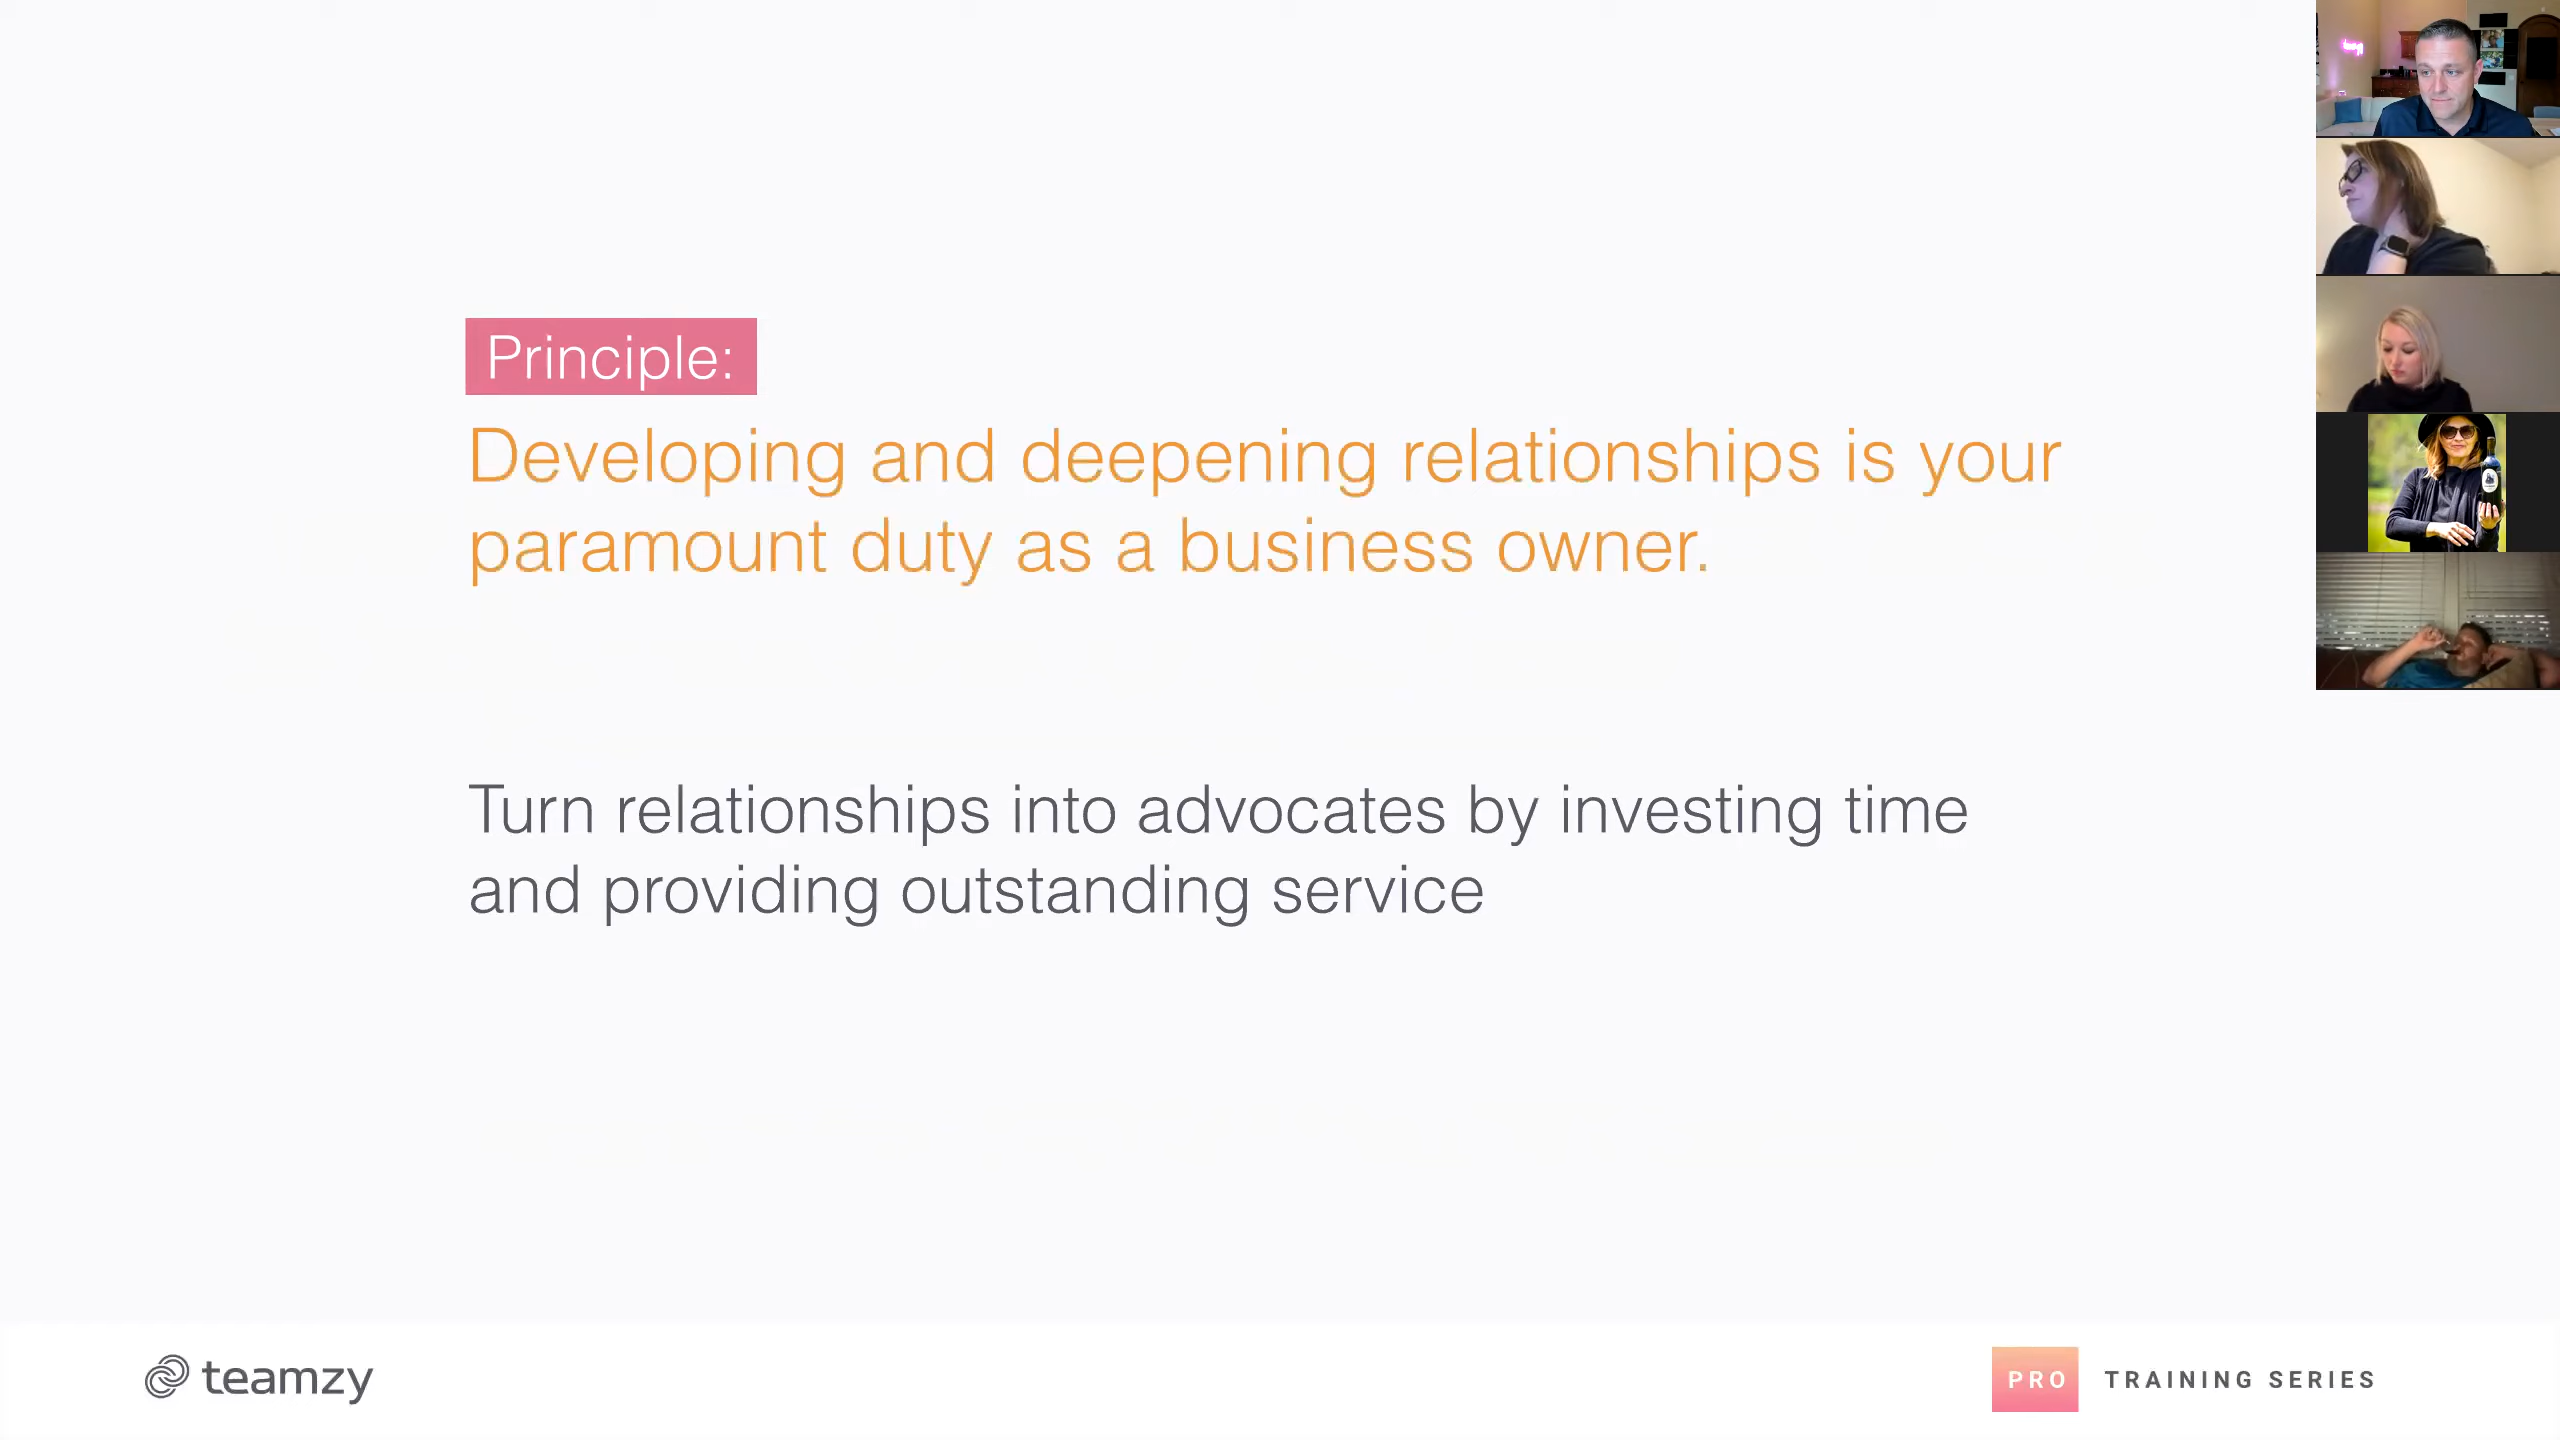 Principle:
Developing and deepening relationships is your
paramount duty as a business owner.
Turn relationships into advocates by investing time
and providing outstanding service
teamzy
PRO TRAINING SERIES